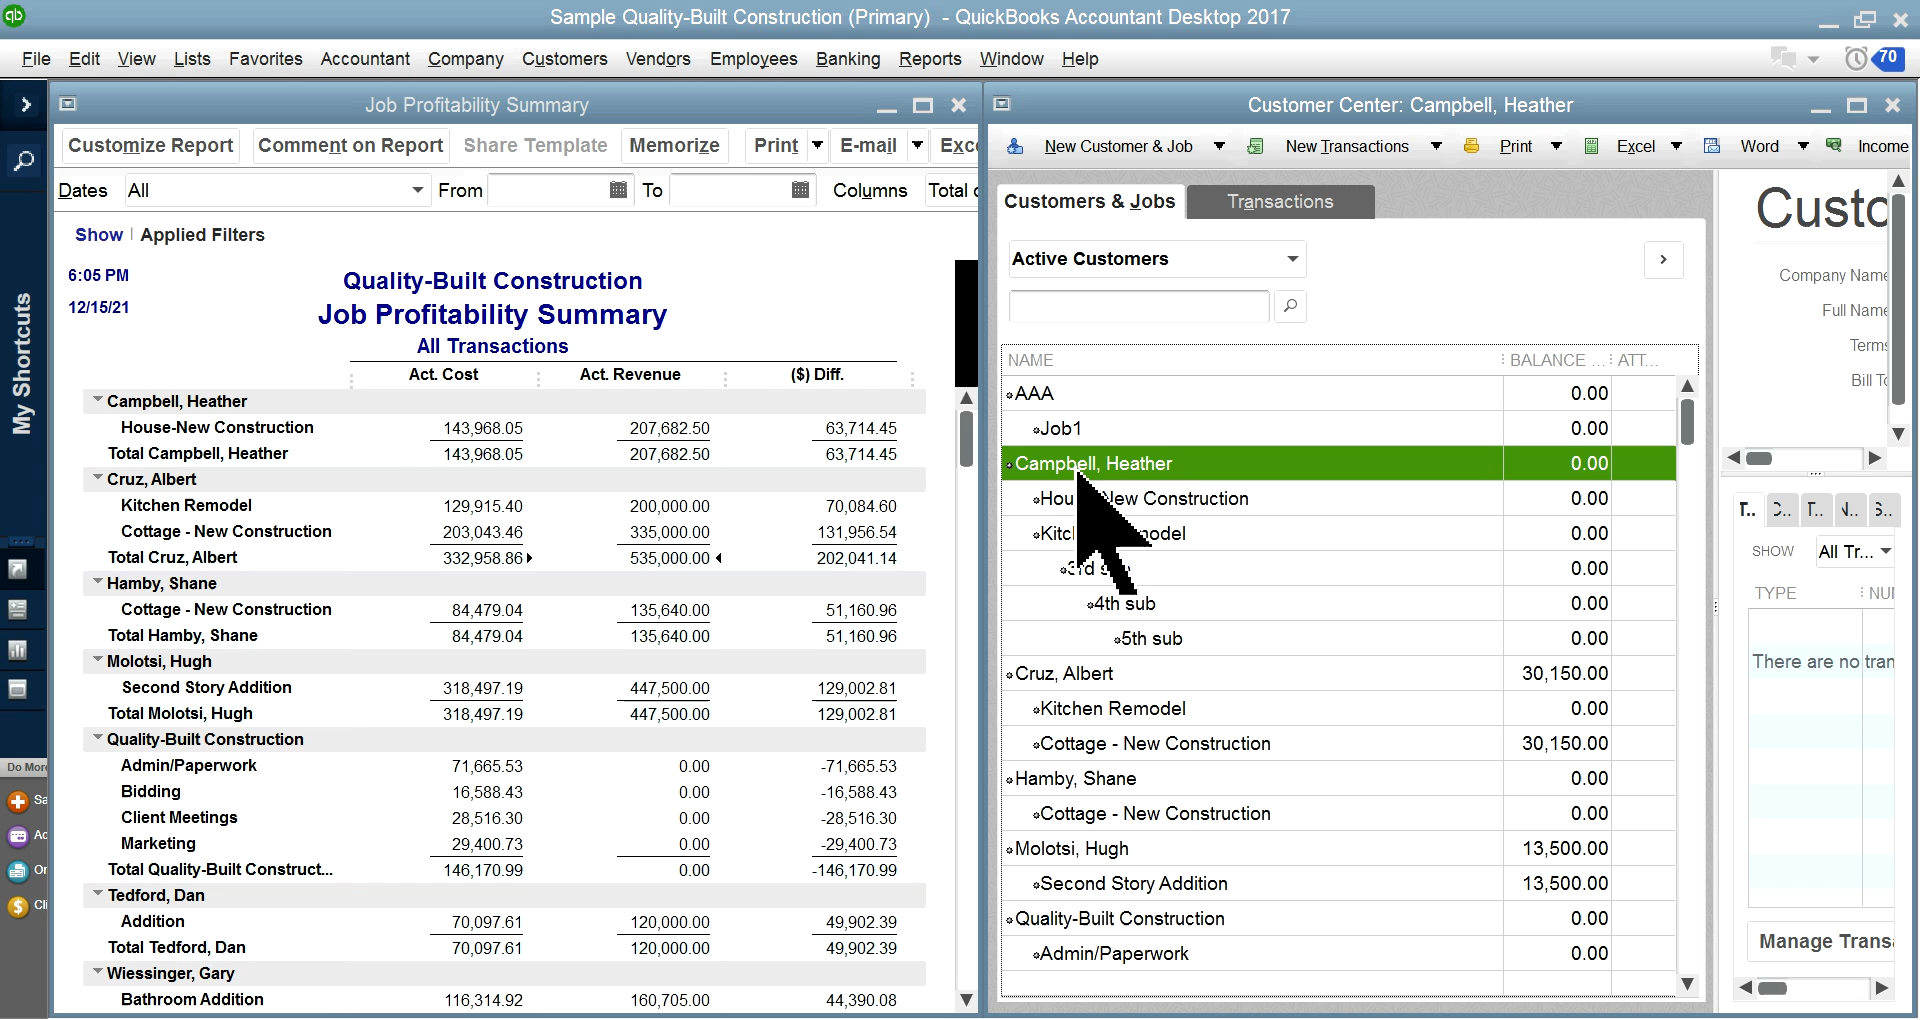 qb Sample Quality-Built Construction (Primary) - QuickBooks Accountant Desktop 2017
File Edit View Lists Favorites Accountant Company Customers Vendors Employees Banking Reports Window Help 70
My Shortcuts
Do More
Sa
Ac
Or
Cli
Job Profitability Summary
Customize Report Comment on Report Share Template Memorize Print E-mail Exc
Dates All From To Columns Total
Show | Applied Filters
6:05 PM
12/15/21
Quality-Built Construction
Job Profitability Summary
All Transactions
Act. Cost Act. Revenue ($) Diff.
Campbell, Heather
House-New Construction 143,968.05 207,682.50 63,714.45
Total Campbell, Heather 143,968.05 207,682.50 63,714.45
Cruz, Albert
Kitchen Remodel 129,915.40 200,000.00 70,084.60
Cottage - New Construction 203,043.46 335,000.00 131,956.54
Total Cruz, Albert 332,958.86 535,000.00 202,041.14
Hamby, Shane
Cottage - New Construction 84,479.04 135,640.00 51,160.96
Total Hamby, Shane 84,479.04 135,640.00 51,160.96
Molotsi, Hugh
Second Story Addition 318,497.19 447,500.00 129,002.81
Total Molotsi, Hugh 318,497.19 447,500.00 129,002.81
Quality-Built Construction
Admin/Paperwork 71,665.53 0.00 -71,665.53
Bidding 16,588.43 0.00 -16,588.43
Client Meetings 28,516.30 0.00 -28,516.30
Marketing 29,400.73 0.00 -29,400.73
Total Quality-Built Construct... 146,170.99 0.00 -146,170.99
Tedford, Dan
Addition 70,097.61 120,000.00 49,902.39
Total Tedford, Dan 70,097.61 120,000.00 49,902.39
Wiessinger, Gary
Bathroom Addition 116,314.92 160,705.00 44,390.08
Customer Center: Campbell, Heather
New Customer & Job New Transactions Print Excel Word Income
Customers & Jobs Transactions
Active Customers
NAME BALANCE ... ATT...
AAA 0.00
Job1 0.00
Campbell, Heather 0.00
Hou ew Construction 0.00
Kitc odel 0.00
3rd s 0.00
4th sub 0.00
5th sub 0.00
Cruz, Albert 30,150.00
Kitchen Remodel 0.00
Cottage - New Construction 30,150.00
Hamby, Shane 0.00
Cottage - New Construction 0.00
Molotsi, Hugh 13,500.00
Second Story Addition 13,500.00
Quality-Built Construction 0.00
Admin/Paperwork 0.00
Custo
Company Name
Full Name
Terms
Bill To
T..
T..
S..
SHOW All Tr...
TYPE NU
There are no tran
Manage Trans